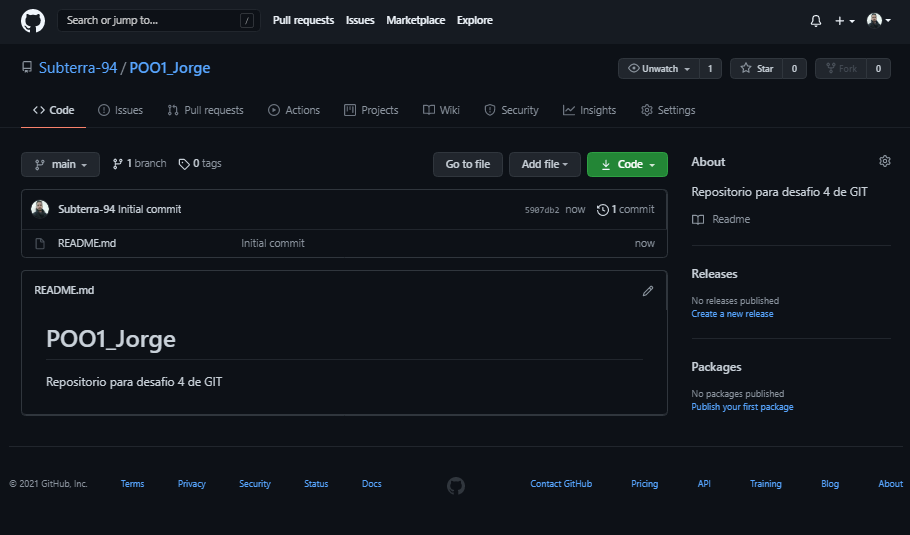 Search or jump to... /
Pull requests Issues Marketplace Explore
Subterra-94 / POO1_Jorge
Unwatch 1 Star 0 Fork 0
Code Issues Pull requests Actions Projects Wiki Security Insights Settings
main 1 branch 0 tags Go to file Add file Code
Subterra-94 Initial commit 5907db2 now 1 commit
README.md Initial commit now
README.md
POO1_Jorge
Repositorio para desafio 4 de GIT
About
Repositorio para desafio 4 de GIT
Readme
Releases
No releases published
Create a new release
Packages
No packages published
Publish your first package
© 2021 GitHub, Inc. Terms Privacy Security Status Docs Contact GitHub Pricing API Training Blog About